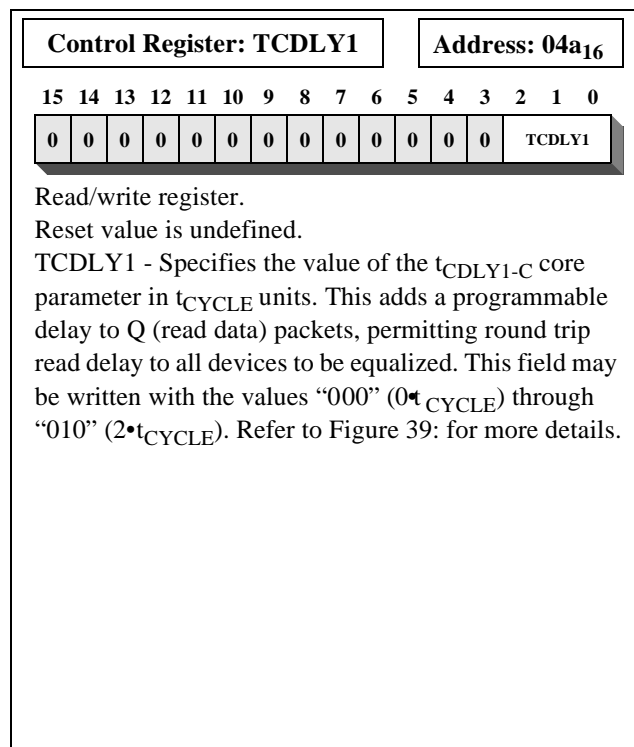 Control Register: TCDLY1 Address: 04a₁₆
15 14 13 12 11 10 9 8 7 6 5 4 3 2 1 0
0 0 0 0 0 0 0 0 0 0 0 0 0 TCDLY1
Read/write register.
Reset value is undefined.
TCDLY1 - Specifies the value of the tCDLY1-C core
parameter in tCYCLE units. This adds a programmable
delay to Q (read data) packets, permitting round trip
read delay to all devices to be equalized. This field may
be written with the values “000” (0•tCYCLE) through
“010” (2•tCYCLE). Refer to Figure 39: for more details.